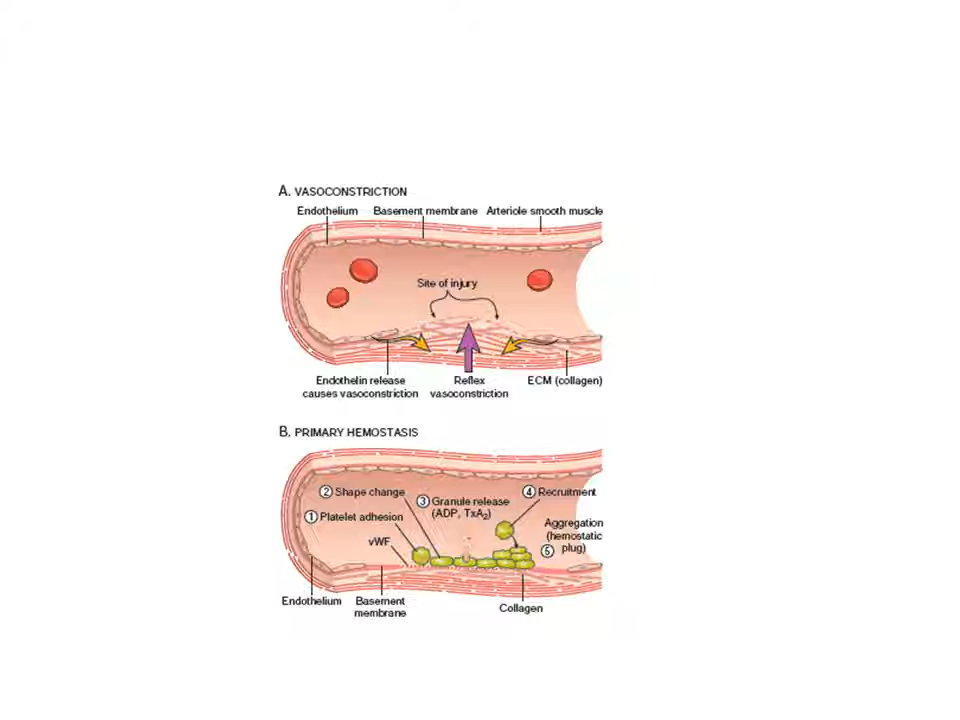 A. VASOCONSTRICTION
Endothelium Basement membrane Arteriole smooth muscle
Site of injury
Endothelin release
causes vasoconstriction
Reflex
vasoconstriction
ECM (collagen)
B. PRIMARY HEMOSTASIS
2 Shape change
3 Granule release
(ADP, TxA2)
4 Recruitment
1 Platelet adhesion
Aggregation
(hemostatic
5 plug)
vWF
Endothelium
Basement
membrane
Collagen